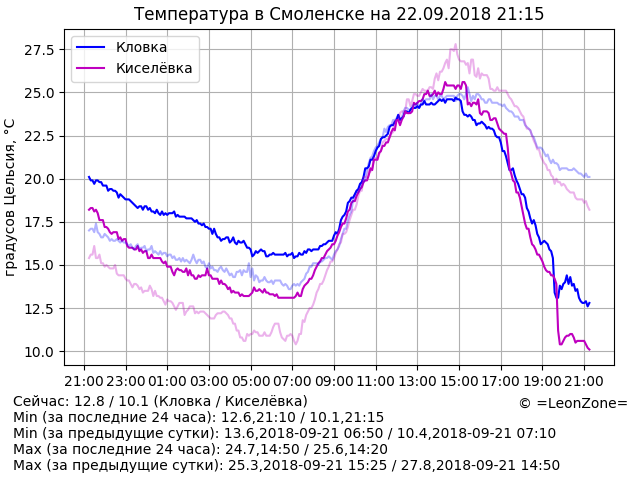 Температура в Смоленске на 22.09.2018 21:15
Кловка
Киселёвка
градусов Цельсия, °C
27.5
25.0
22.5
20.0
17.5
15.0
12.5
10.0
21:00 23:00 01:00 03:00 05:00 07:00 09:00 11:00 13:00 15:00 17:00 19:00 21:00
Сейчас: 12.8 / 10.1 (Кловка / Киселёвка)
© =LeonZone=
Min (за последние 24 часа): 12.6,21:10 / 10.1,21:15
Min (за предыдущие сутки): 13.6,2018-09-21 06:50 / 10.4,2018-09-21 07:10
Max (за последние 24 часа): 24.7,14:50 / 25.6,14:20
Max (за предыдущие сутки): 25.3,2018-09-21 15:25 / 27.8,2018-09-21 14:50